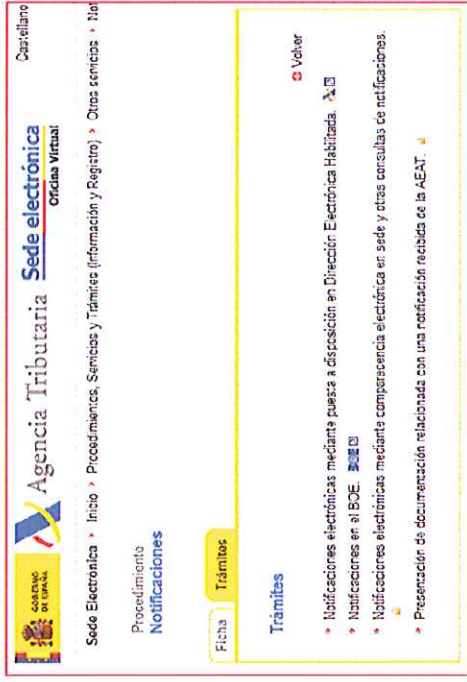 GOBIERNO
DE ESPAÑA
Agencia Tributaria
Sede electrónica
Oficina Virtual
Castellano
Sede Electrónica > Inicio > Procedimientos, Servicios y Trámites (Información y Registro) > Otros servicios > Not
Procedimiento
Notificaciones
Ficha
Trámites
Trámites
Volver
Notificaciones electrónicas mediante puesta a disposición en Dirección Electrónica Habilitada.
Notificaciones en el BOE. BOE
Notificaciones electrónicas mediante comparecencia electrónica en sede y otras consultas de notificaciones.
Presentación de documentación relacionada con una notificación recibida de la AEAT.